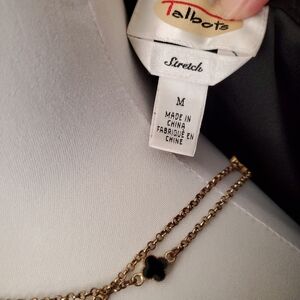 Talbots
Stretch
M
MADE IN
CHINA
FABRIQUÉ EN
CHINE